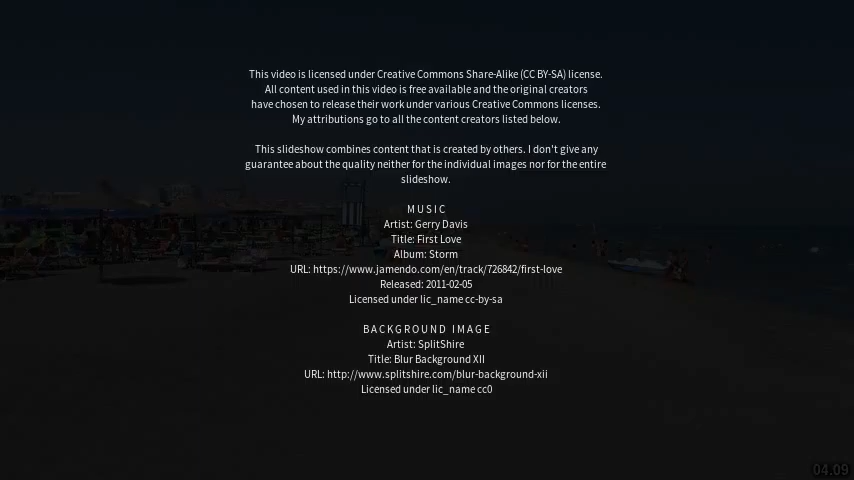 This video is licensed under Creative Commons Share-Alike (CC BY-SA) license.
All content used in this video is free available and the original creators
have chosen to release their work under various Creative Commons licenses.
My attributions go to all the content creators listed below.
This slideshow combines content that is created by others. I don't give any
guarantee about the quality neither for the individual images nor for the entire
slideshow.
MUSIC
Artist: Gerry Davis
Title: First Love
Album: Storm
URL: https://www.jamendo.com/en/track/726842/first-love
Released: 2011-02-05
Licensed under lic_name cc-by-sa
BACKGROUND IMAGE
Artist: SplitShire
Title: Blur Background XII
URL: http://www.splitshire.com/blur-background-xii
Licensed under lic_name cc0
04.09